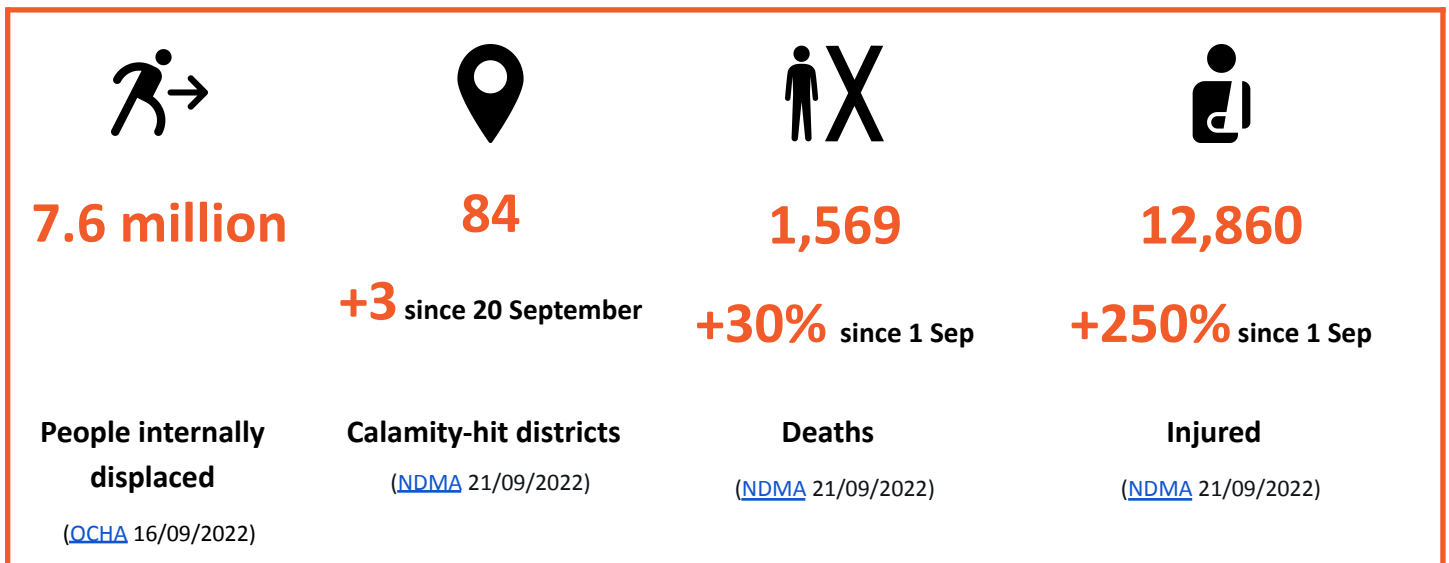 7.6 million
People internally
displaced
(OCHA 16/09/2022)
84
+3 since 20 September
Calamity-hit districts
(NDMA 21/09/2022)
1,569
+30% since 1 Sep
Deaths
(NDMA 21/09/2022)
12,860
+250% since 1 Sep
Injured
(NDMA 21/09/2022)